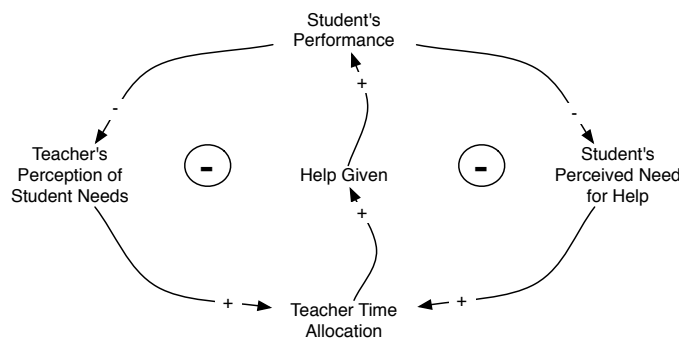 Student's
Performance
+
-
-
Teacher's
Perception of
Student Needs
-
Help Given
-
Student's
Perceived Need
for Help
+
+
+
Teacher Time
Allocation